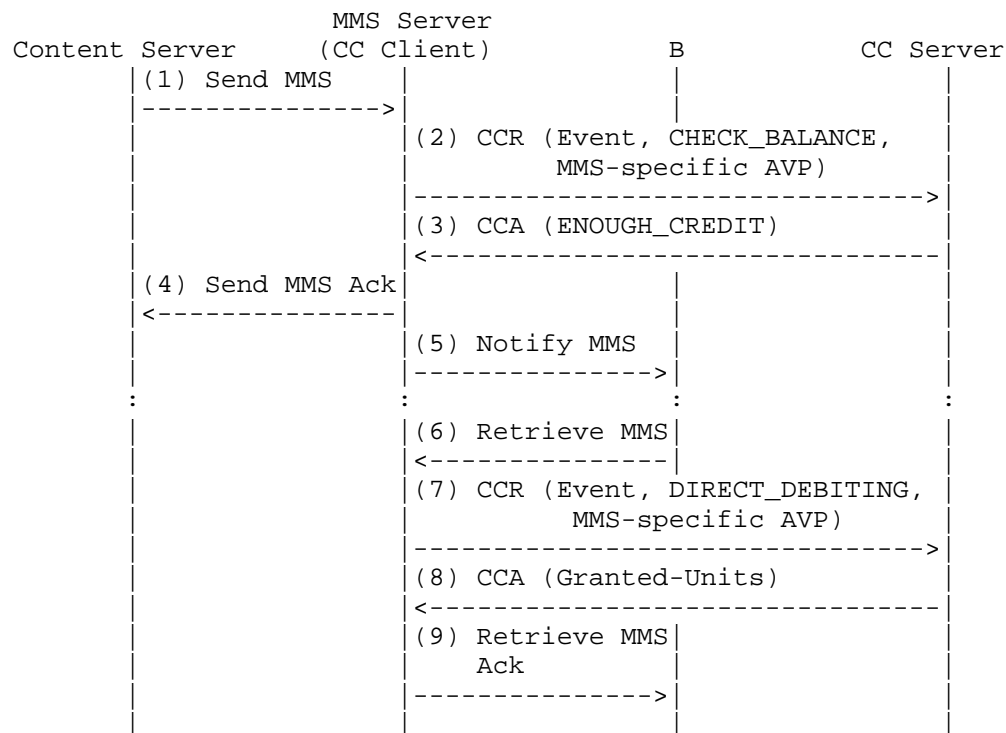 MMS Server
Content Server (CC Client) B CC Server
(1) Send MMS
(2) CCR (Event, CHECK_BALANCE,
MMS-specific AVP)
(3) CCA (ENOUGH_CREDIT)
(4) Send MMS Ack
(5) Notify MMS
(6) Retrieve MMS
(7) CCR (Event, DIRECT_DEBITING,
MMS-specific AVP)
(8) CCA (Granted-Units)
(9) Retrieve MMS
Ack